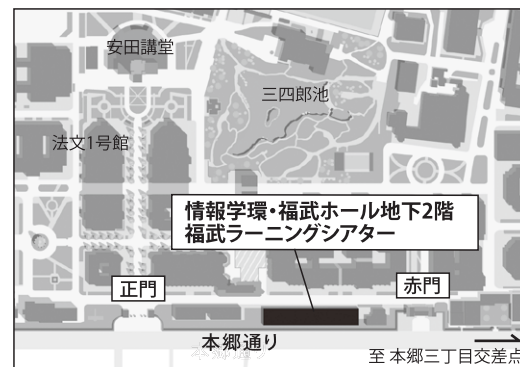 安田講堂
三四郎池
法文1号館
情報学環・福武ホール地下2階
福武ラーニングシアター
正門
赤門
本郷通り
至 本郷三丁目交差点